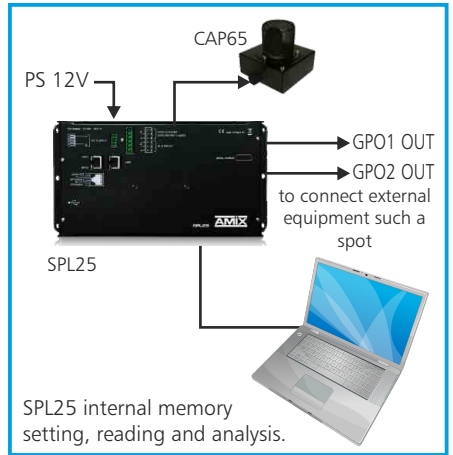 CAP65
PS 12V
GPO1 OUT
GPO2 OUT
to connect external
equipment such a
spot
SPL25
AMIX
SPL25
SPL25 internal memory
setting, reading and analysis.